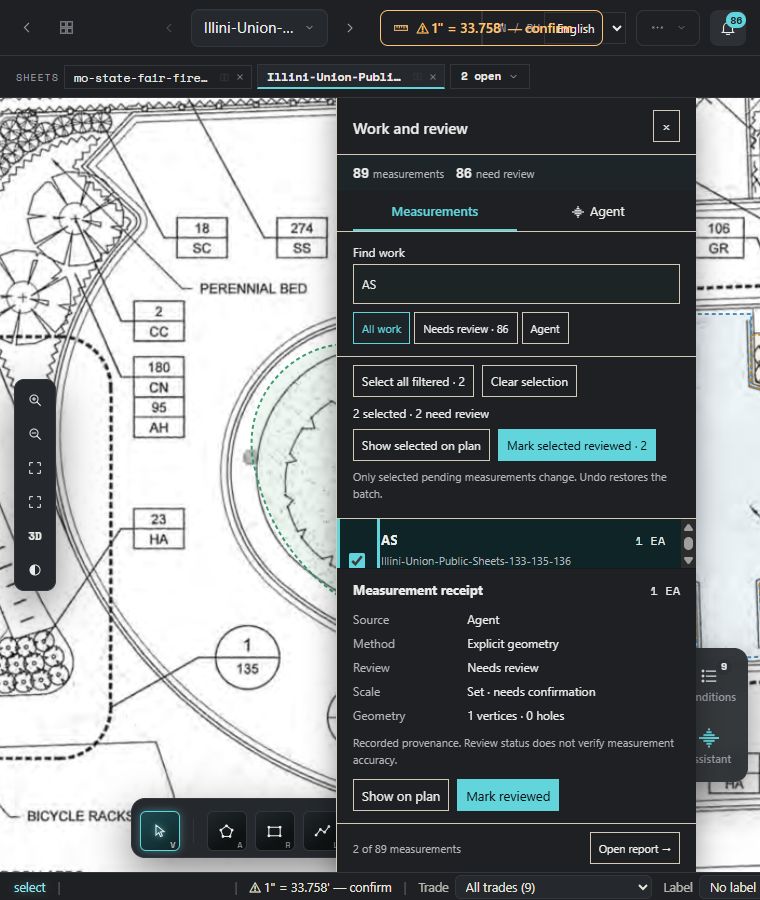 Illini-Union-...
⚠ 1" = 33.758' — confirm
English
...
86
SHEETS
mo-state-fair-fire…
×
Illini-Union-Publi…
×
2 open
18
SC
274
SS
PERENNIAL BED
2
CC
180
CN
95
AH
23
HA
1
135
BICYCLE RACKS
106
GR
3D
Work and review
×
89 measurements 86 need review
Measurements
Agent
Find work
AS
All work
Needs review · 86
Agent
Select all filtered · 2
Clear selection
2 selected · 2 need review
Show selected on plan
Mark selected reviewed · 2
Only selected pending measurements change. Undo restores the
batch.
AS
1 EA
Illini-Union-Public-Sheets-133-135-136
Measurement receipt
1 EA
Source Agent
Method Explicit geometry
Review Needs review
Scale Set · needs confirmation
Geometry 1 vertices · 0 holes
Recorded provenance. Review status does not verify measurement
accuracy.
Show on plan
Mark reviewed
2 of 89 measurements
Open report →
9
nditions
ssistant
HA
V
A
R
select
⚠ 1" = 33.758' — confirm
Trade
All trades (9)
Label
No label